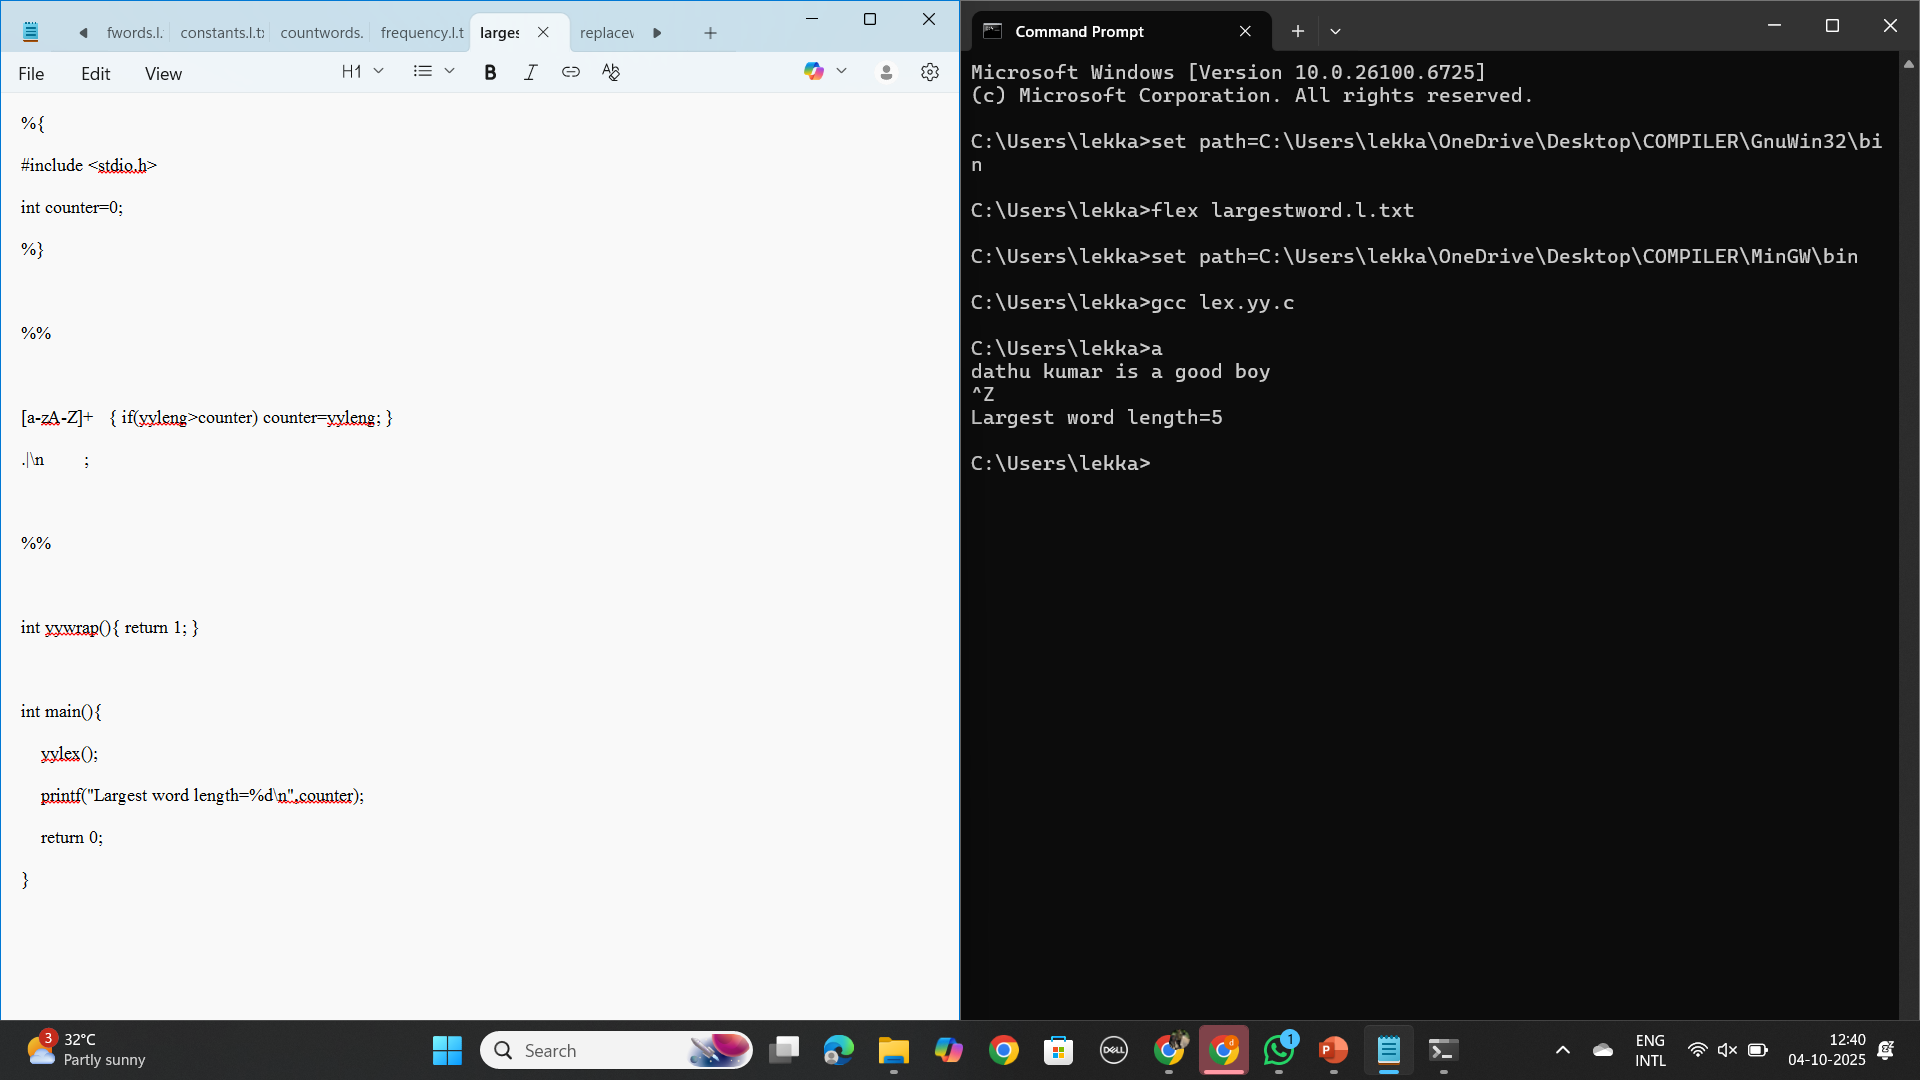 fwords.l.
constants.l.tx
countwords.
frequency.l.t
larges
replacev
File
Edit
View
H1
B
I
%{
#include <stdio.h>
int counter=0;
%}
%%
[a-zA-Z]+ { if(yyleng>counter) counter=yyleng; }
.|\n ;
%%
int yywrap(){ return 1; }
int main(){
yylex();
printf("Largest word length=%d\n",counter);
return 0;
}
Command Prompt
Microsoft Windows [Version 10.0.26100.6725]
(c) Microsoft Corporation. All rights reserved.
C:\Users\lekka>set path=C:\Users\lekka\OneDrive\Desktop\COMPILER\GnuWin32\bi
n
C:\Users\lekka>flex largestword.l.txt
C:\Users\lekka>set path=C:\Users\lekka\OneDrive\Desktop\COMPILER\MinGW\bin
C:\Users\lekka>gcc lex.yy.c
C:\Users\lekka>a
dathu kumar is a good boy
^Z
Largest word length=5
C:\Users\lekka>
3
32°C
Partly sunny
Search
DELL
d
1
P
ENG
INTL
12:40
04-10-2025